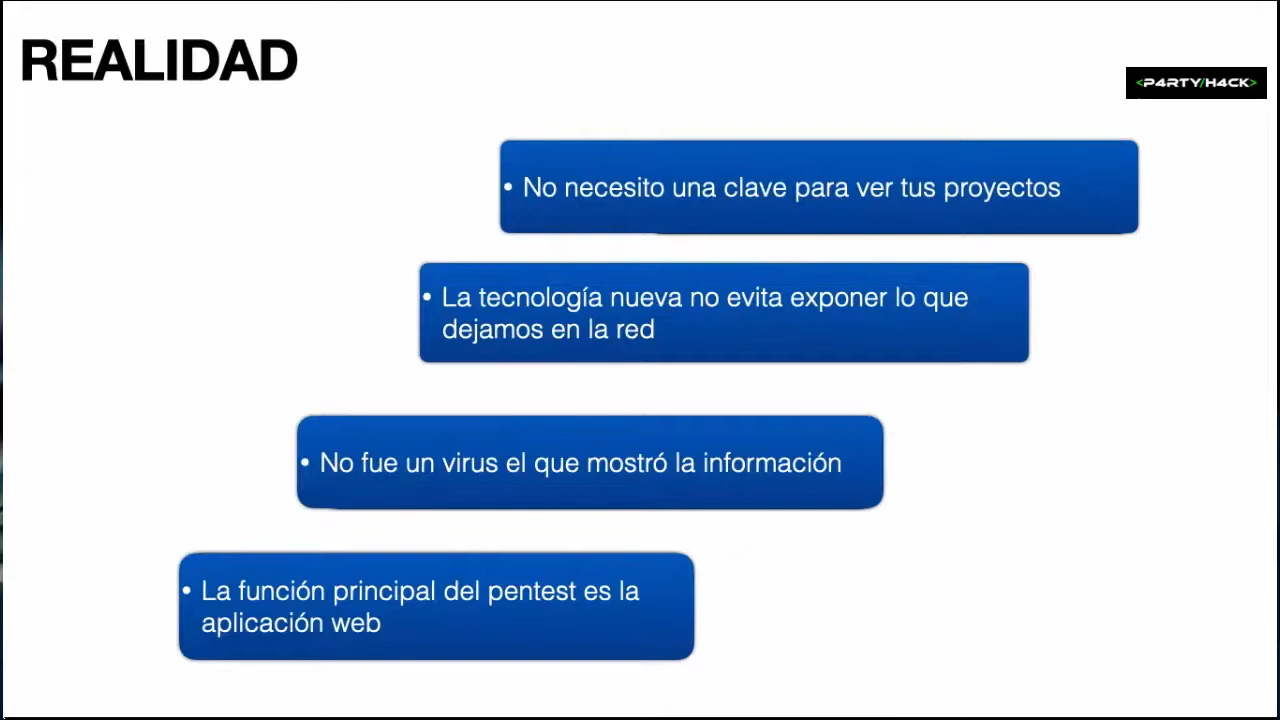 REALIDAD
<P4RTY/H4CK>
• No necesito una clave para ver tus proyectos
• La tecnología nueva no evita exponer lo que
dejamos en la red
• No fue un virus el que mostró la información
• La función principal del pentest es la
aplicación web